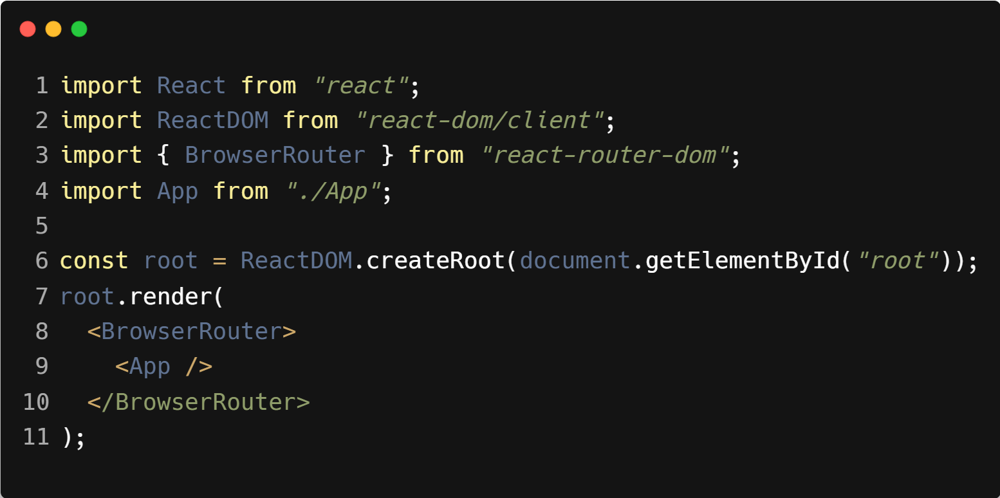 1 import React from "react";
2 import ReactDOM from "react-dom/client";
3 import { BrowserRouter } from "react-router-dom";
4 import App from "./App";
5
6 const root = ReactDOM.createRoot(document.getElementById("root"));
7 root.render(
8   <BrowserRouter>
9     <App />
10   </BrowserRouter>
11 );